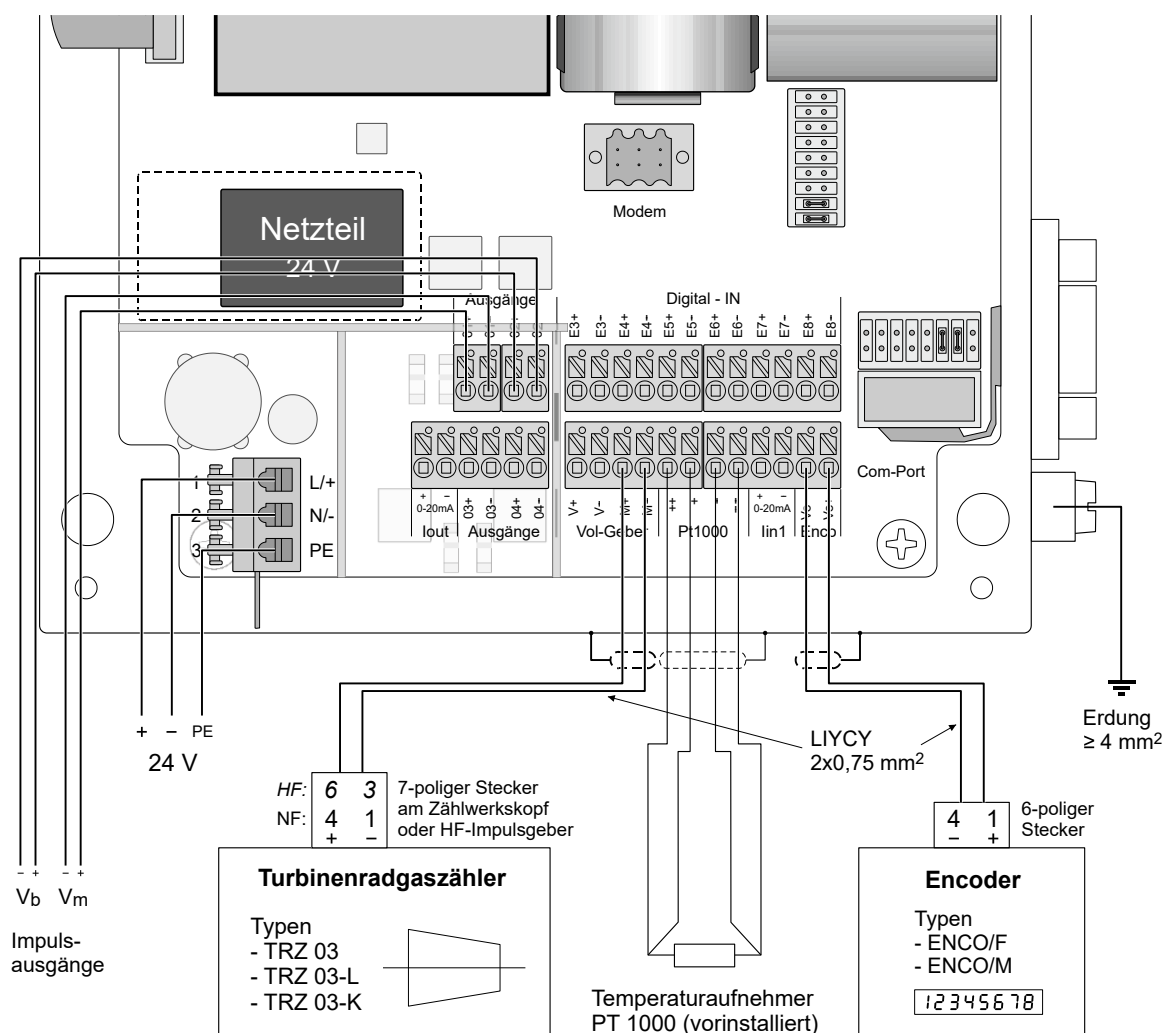 Modem
Netzteil
24 V
Ausgänge
Digital - IN
E3+ E3- E4+ E4- E5+ E5- E6+ E6- E7+ E7- E8+ E8-
Com-Port
1 L/+
2 N/-
3 PE
+ − + −
0-20mA 03+ 03- 04+ 04- V+ V- M+ M- ++ + - -- 0-20mA
Iout Ausgänge Vol-Geber Pt1000 Iin1 Enco
+ − PE
24 V
LIYCY
2x0,75 mm²
Erdung
≥ 4 mm²
HF: 6 3
NF: 4 1
+ −
7-poliger Stecker
am Zählwerkskopf
oder HF-Impulsgeber
4 1
− +
6-poliger
Stecker
− + − +
Vb Vm
Impuls-
ausgänge
Turbinenradgaszähler
Typen
- TRZ 03
- TRZ 03-L
- TRZ 03-K
Temperaturaufnehmer
PT 1000 (vorinstalliert)
Encoder
Typen
- ENCO/F
- ENCO/M
12345678